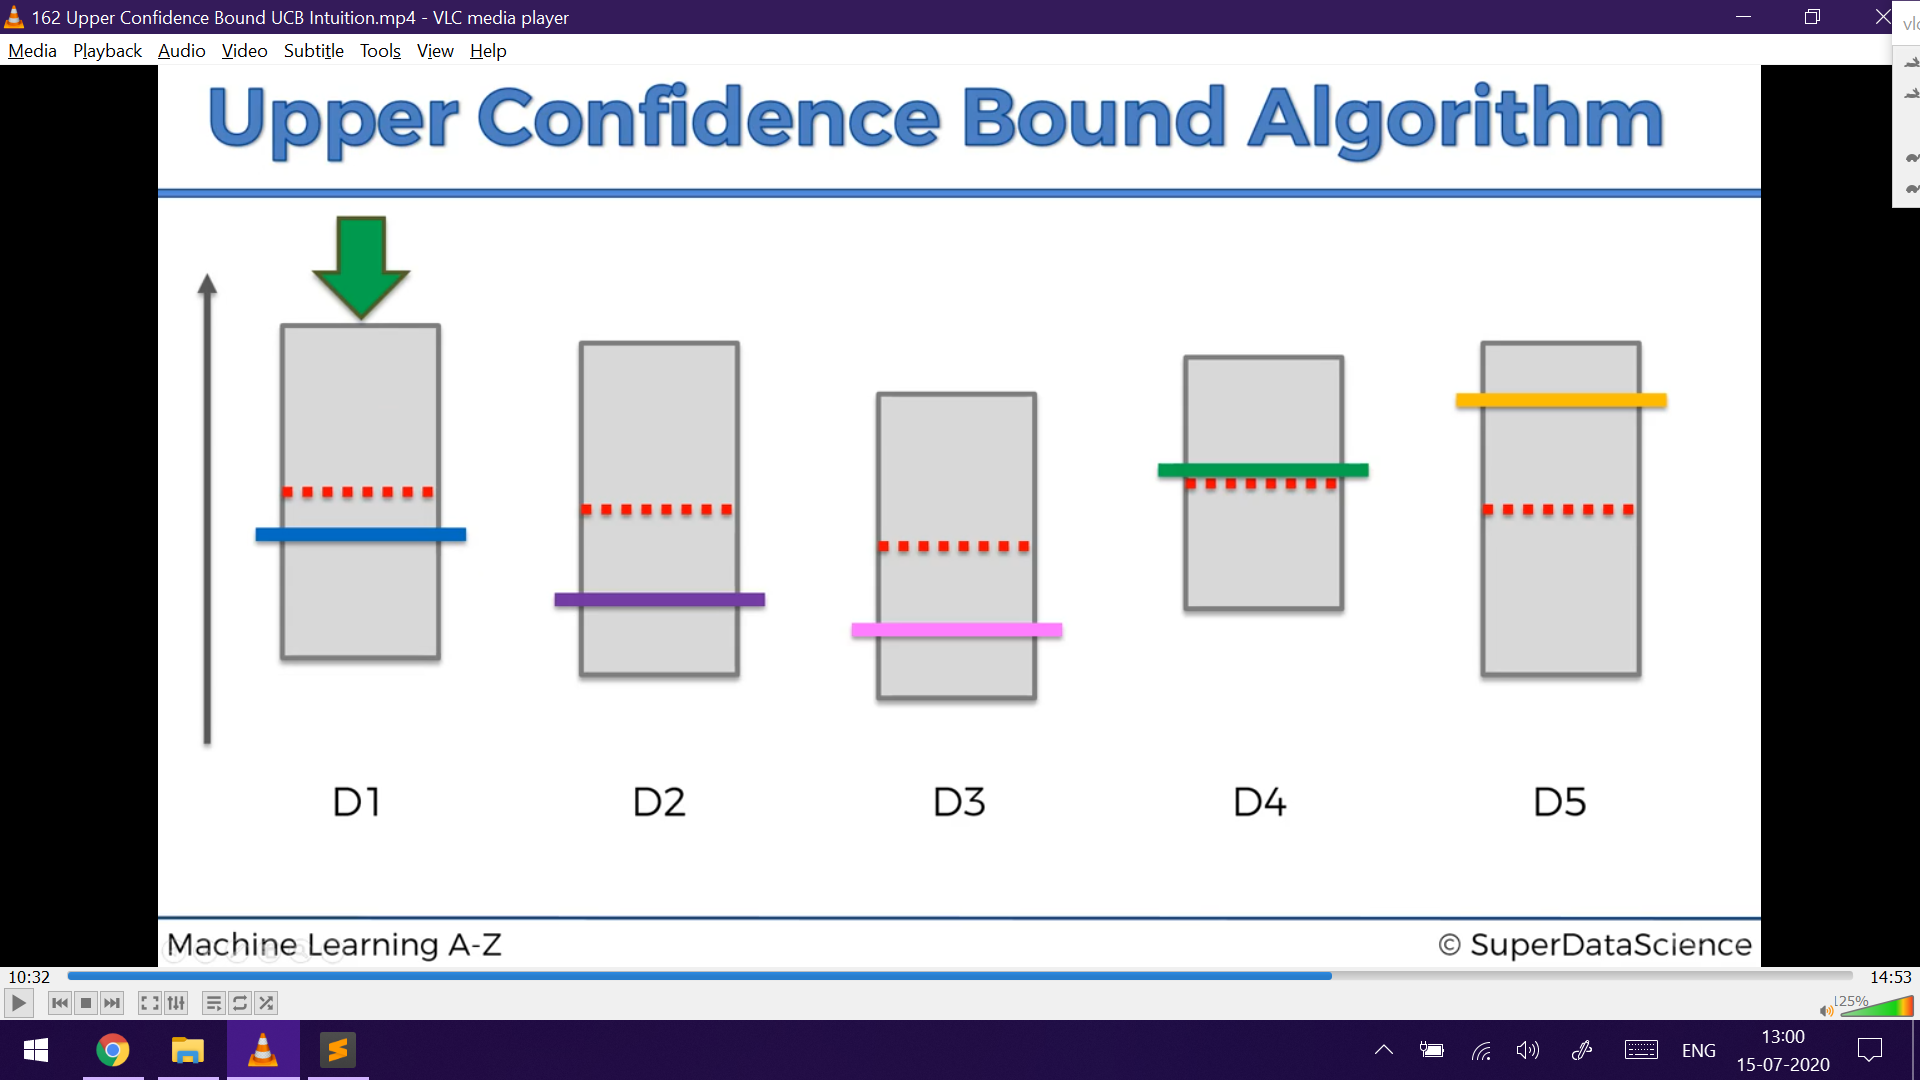 162 Upper Confidence Bound UCB Intuition.mp4 - VLC media player
Media Playback Audio Video Subtitle Tools View Help
Upper Confidence Bound Algorithm
D1 D2 D3 D4 D5
Machine Learning A-Z © SuperDataScience
10:32 14:53
125%
ENG 13:00
15-07-2020